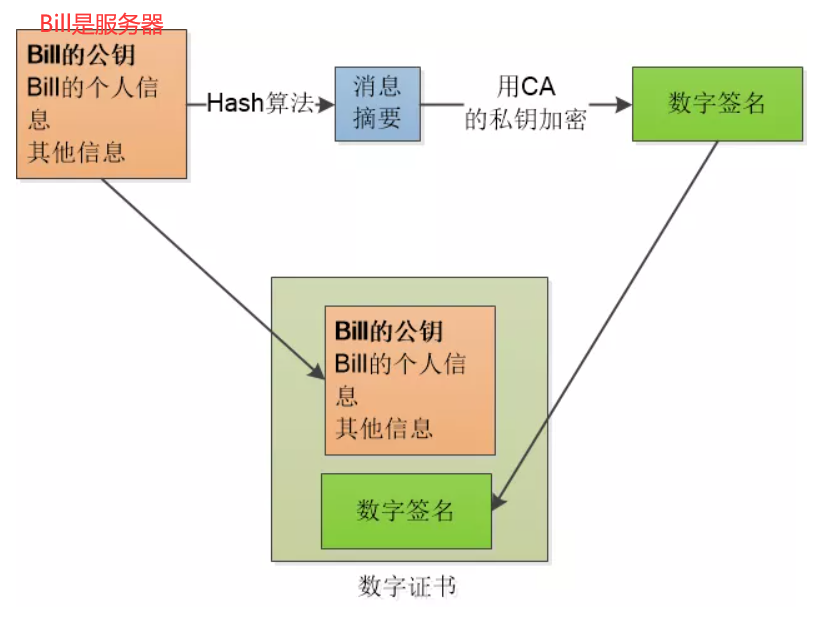 Bill是服务器
Bill的公钥
Bill的个人信
息
其他信息
Hash算法
消息
摘要
用CA
的私钥加密
数字签名
Bill的公钥
Bill的个人信
息
其他信息
数字签名
数字证书